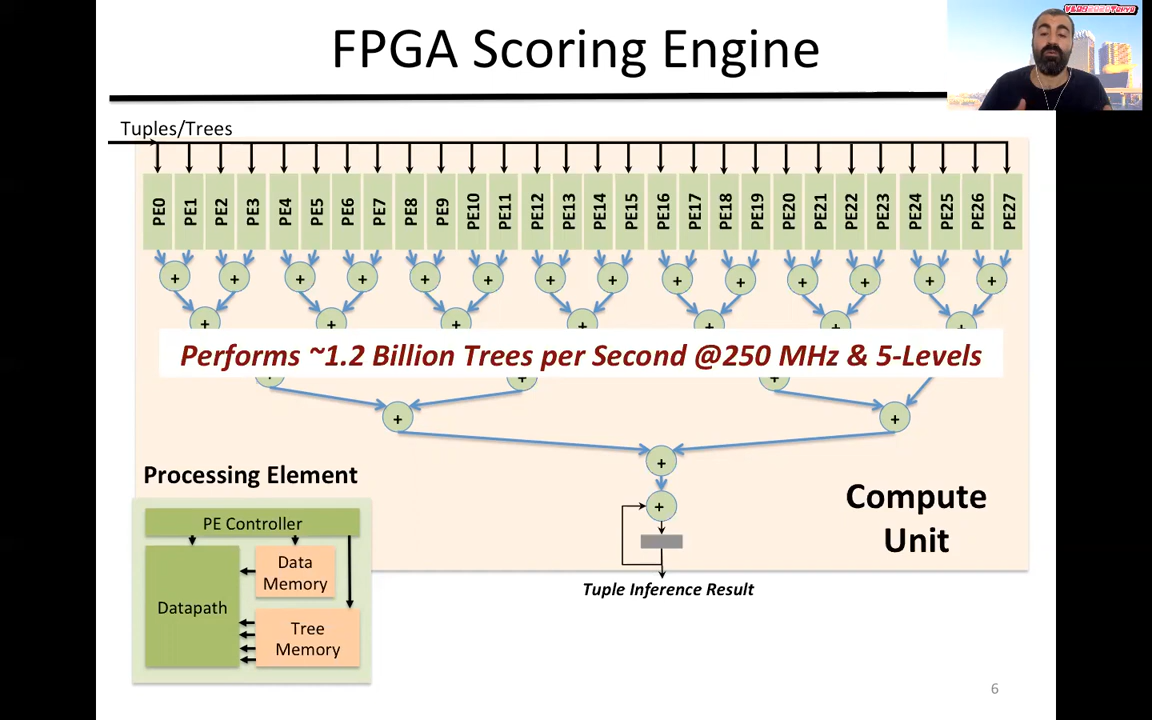 FPGA Scoring Engine
VLDB2020Tokyo
Tuples/Trees
PE0
PE1
PE2
PE3
PE4
PE5
PE6
PE7
PE8
PE9
PE10
PE11
PE12
PE13
PE14
PE15
PE16
PE17
PE18
PE19
PE20
PE21
PE22
PE23
PE24
PE25
PE26
PE27
+ + + + + + + + + + + + + +
+ + + + + + +
Performs ~1.2 Billion Trees per Second @250 MHz & 5-Levels
+ + +
+ +
+
+
Processing Element
PE Controller
Datapath
Data
Memory
Tree
Memory
Compute
Unit
Tuple Inference Result
6